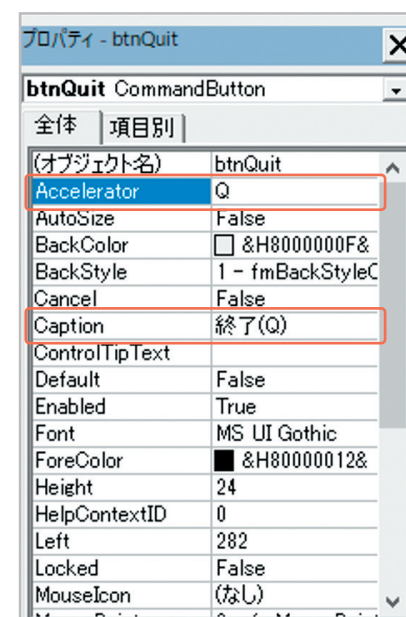 プロパティ - btnQuit
btnQuit CommandButton
全体 項目別
(オブジェクト名) btnQuit
Accelerator Q
AutoSize False
BackColor &H8000000F&
BackStyle 1 - fmBackStyleO
Cancel False
Caption 終了(Q)
ControlTipText
Default False
Enabled True
Font MS UI Gothic
ForeColor &H80000012&
Height 24
HelpContextID 0
Left 282
Locked False
MouseIcon (なし)